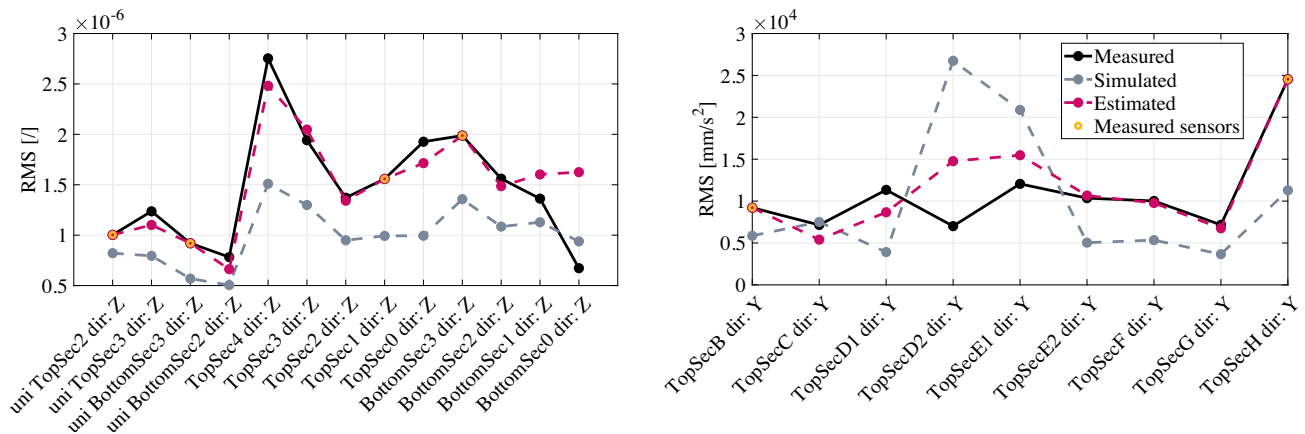 ×10⁻⁶
3
2.5
2
1.5
1
0.5
RMS [/]
uni TopSec2 dir: Z
uni TopSec3 dir: Z
uni BottomSec3 dir: Z
uni BottomSec2 dir: Z
TopSec4 dir: Z
TopSec3 dir: Z
TopSec2 dir: Z
TopSec1 dir: Z
TopSec0 dir: Z
BottomSec3 dir: Z
BottomSec2 dir: Z
BottomSec1 dir: Z
BottomSec0 dir: Z
×10⁴
3
2.5
2
1.5
1
0.5
0
RMS [mm/s²]
Measured
Simulated
Estimated
Measured sensors
TopSecB dir: Y
TopSecC dir: Y
TopSecD1 dir: Y
TopSecD2 dir: Y
TopSecE1 dir: Y
TopSecE2 dir: Y
TopSecF dir: Y
TopSecG dir: Y
TopSecH dir: Y